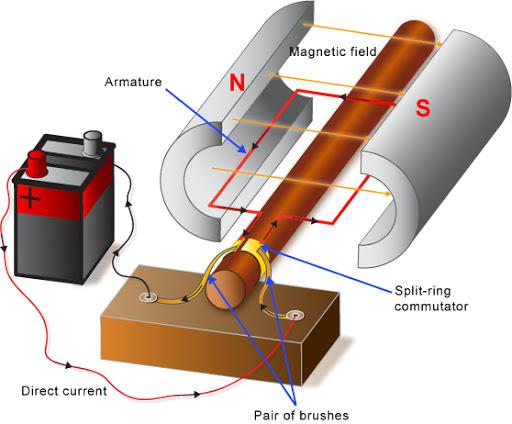 Magnetic field
Armature
N
S
+
Split-ring
commutator
Direct current
Pair of brushes